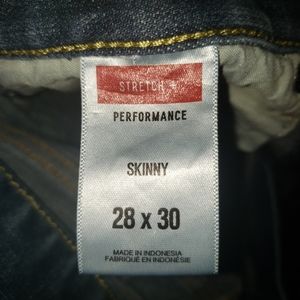 STRETCH +
PERFORMANCE
SKINNY
28 x 30
MADE IN INDONESIA
FABRIQUÉ EN INDONÉSIE